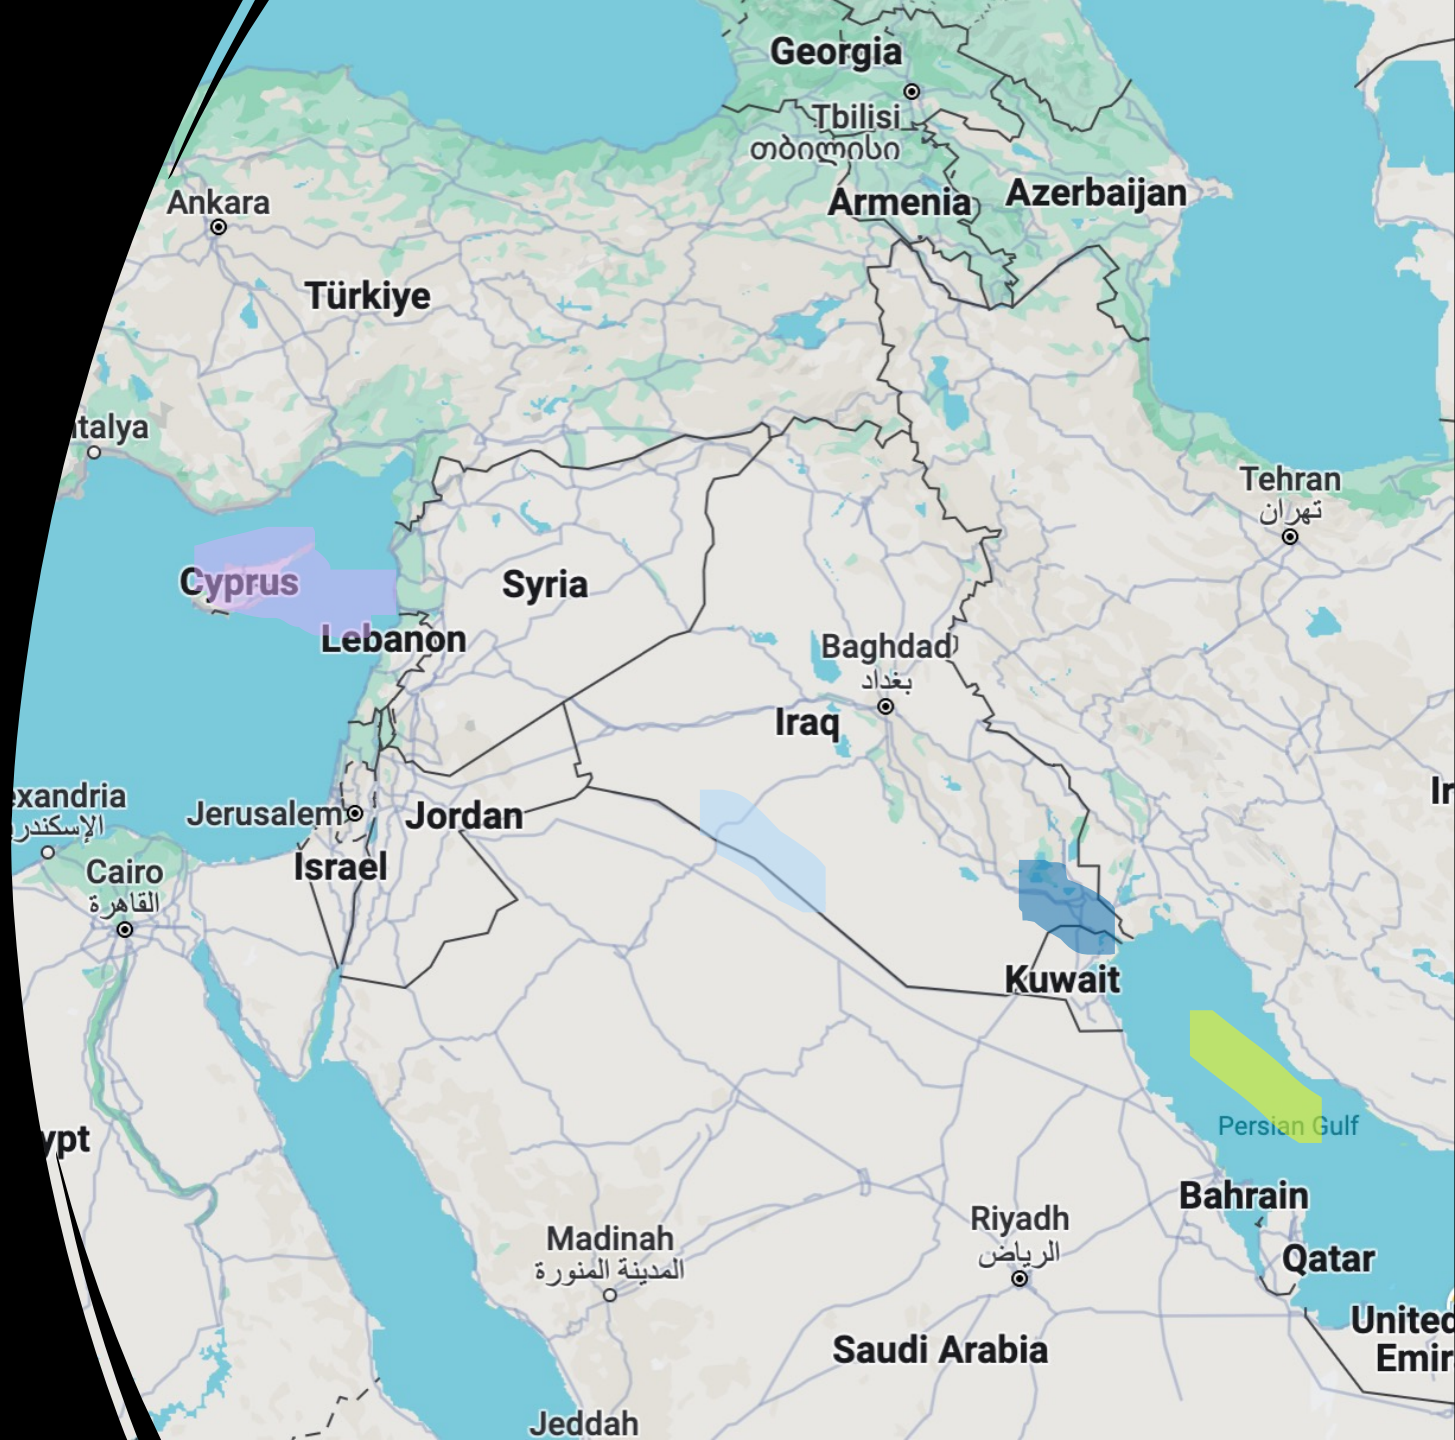 Georgia
Tbilisi
თბილისი
Ankara
Armenia
Azerbaijan
Türkiye
talya
Tehran
تهران
Cyprus
Syria
Lebanon
Baghdad
بغداد
Iraq
Ir
exandria
الإسكندر
Jerusalem
Jordan
Israel
Cairo
القاهرة
Kuwait
Persian Gulf
ypt
Bahrain
Riyadh
الرياض
Madinah
المدينة المنورة
Qatar
United
Emir
Saudi Arabia
Jeddah